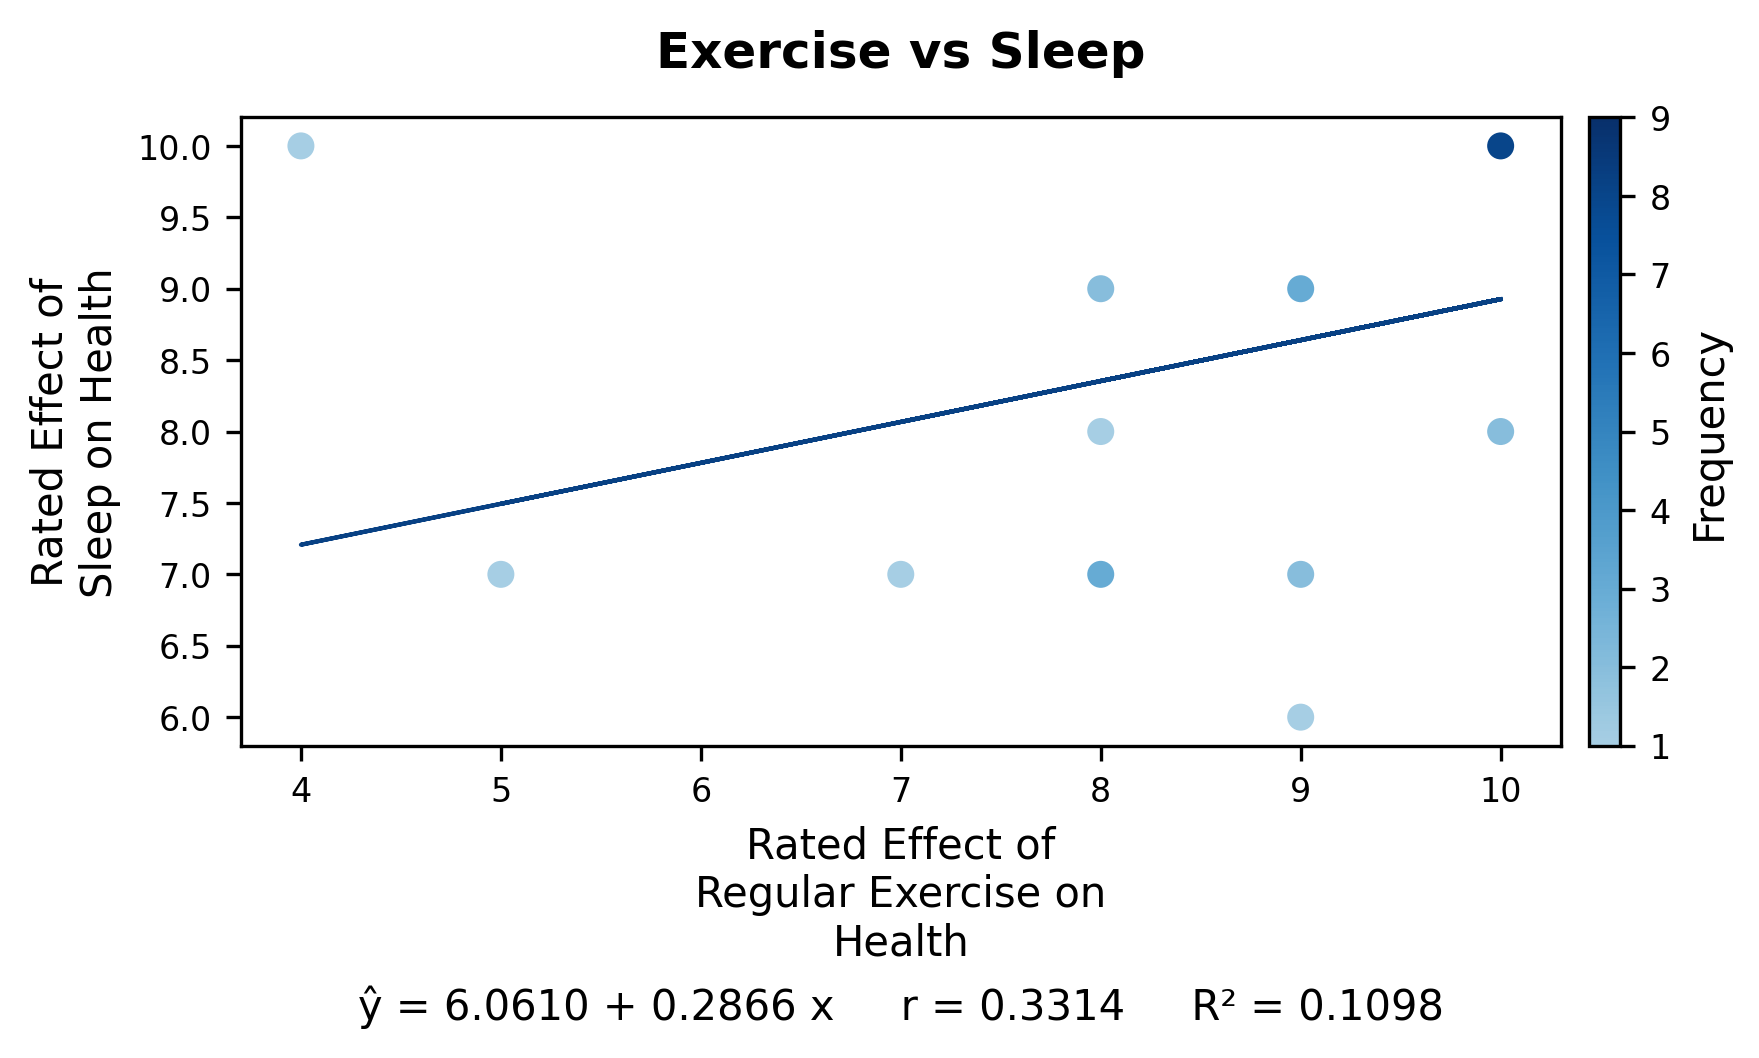 Exercise vs Sleep
Rated Effect of
Sleep on Health
10.0
9.5
9.0
8.5
8.0
7.5
7.0
6.5
6.0
4 5 6 7 8 9 10
9
8
7
6
5
4
3
2
1
Frequency
Rated Effect of
Regular Exercise on
Health
ŷ = 6.0610 + 0.2866 x r = 0.3314 R² = 0.1098